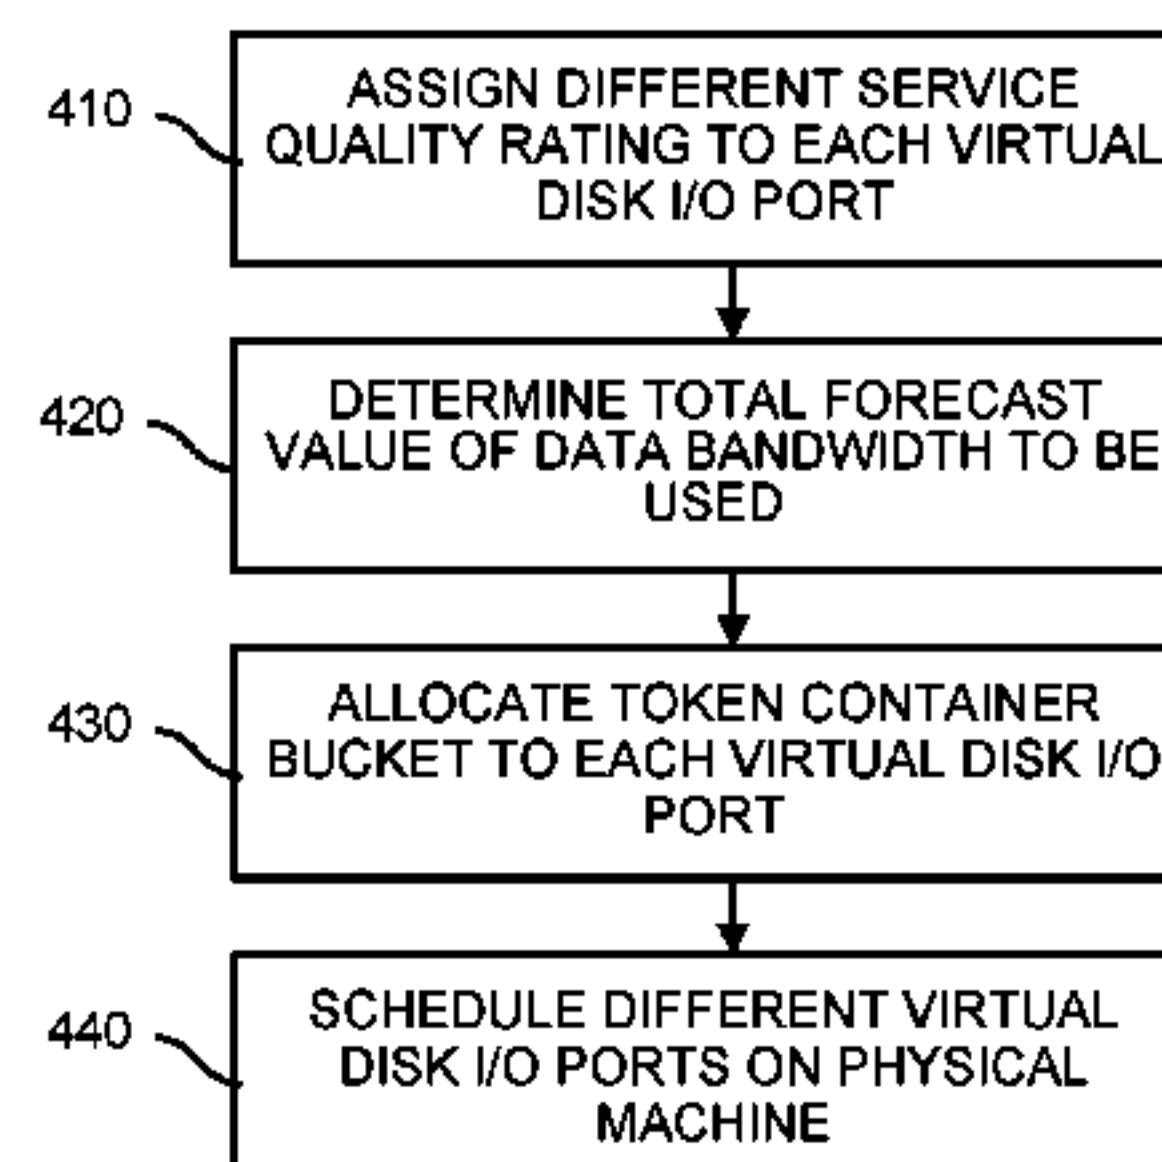 410
ASSIGN DIFFERENT SERVICE
QUALITY RATING TO EACH VIRTUAL
DISK I/O PORT
420
DETERMINE TOTAL FORECAST
VALUE OF DATA BANDWIDTH TO BE
USED
430
ALLOCATE TOKEN CONTAINER
BUCKET TO EACH VIRTUAL DISK I/O
PORT
440
SCHEDULE DIFFERENT VIRTUAL
DISK I/O PORTS ON PHYSICAL
MACHINE